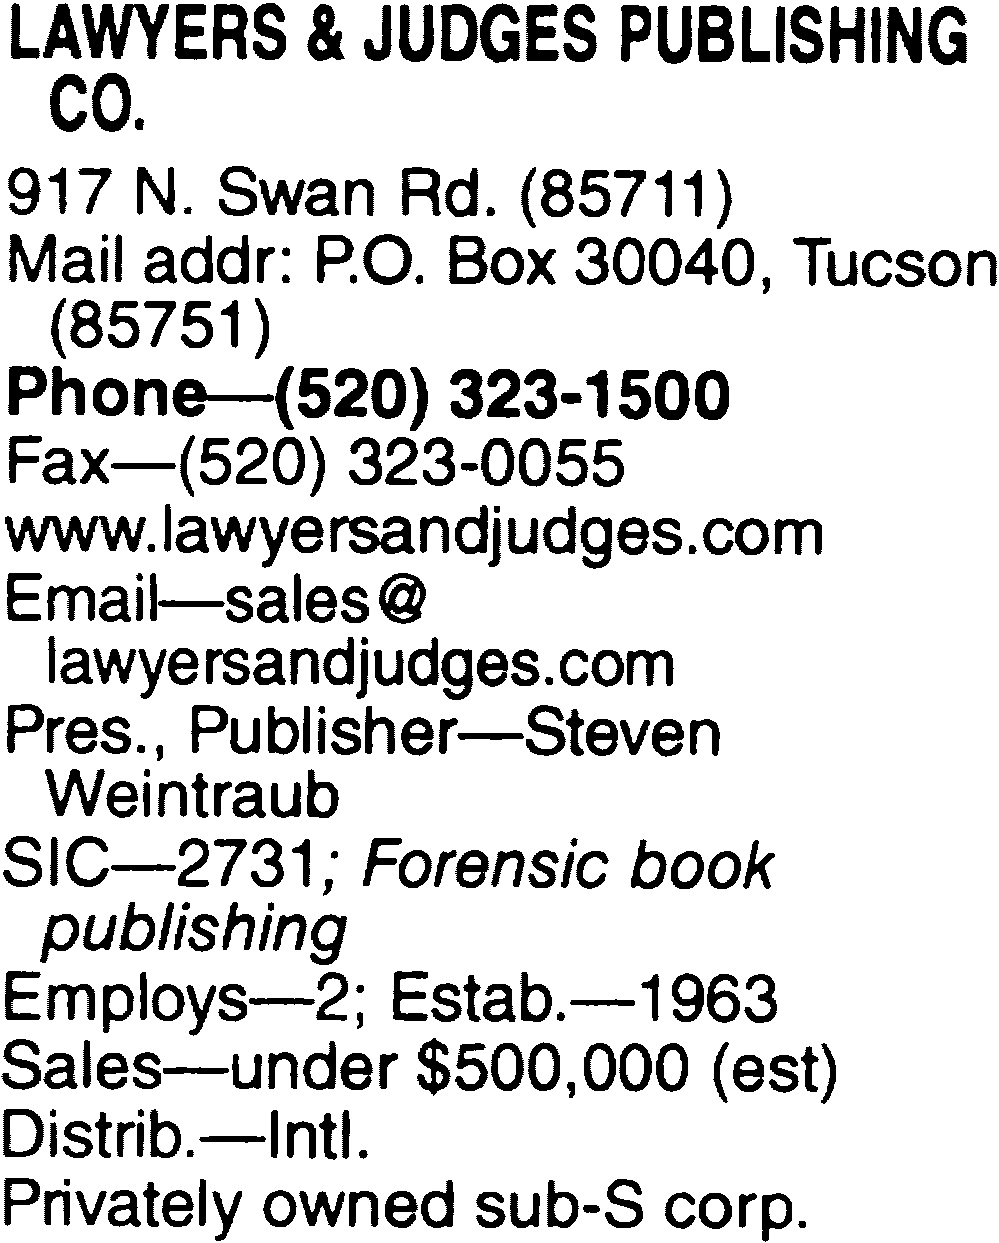 LAWYERS & JUDGES PUBLISHING
CO.
917 N. Swan Rd. (85711)
Mail addr: P.O. Box 30040, Tucson
(85751)
Phone—(520) 323-1500
Fax—(520) 323-0055
www.lawyersandjudges.com
Email—sales@
lawyersandjudges.com
Pres., Publisher—Steven
Weintraub
SIC—2731; Forensic book
publishing
Employs—2; Estab.—1963
Sales—under $500,000 (est)
Distrib.—Intl.
Privately owned sub-S corp.